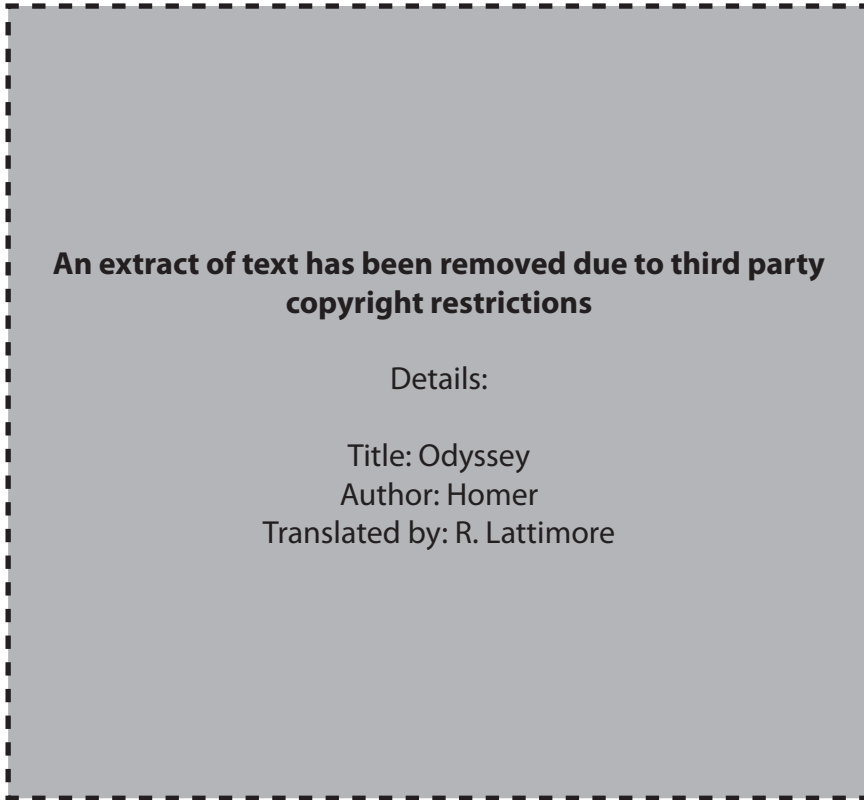 An extract of text has been removed due to third party
copyright restrictions
Details:
Title: Odyssey
Author: Homer
Translated by: R. Lattimore